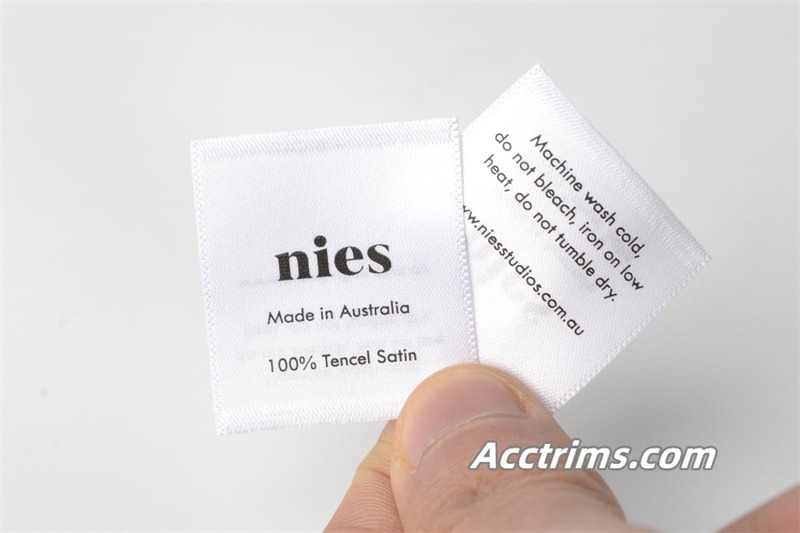 nies
Made in Australia
100% Tencel Satin
Machine wash cold,
do not bleach, iron on low
heat, do not tumble dry.
ww.niesstudios.com.au
Acctrims.com